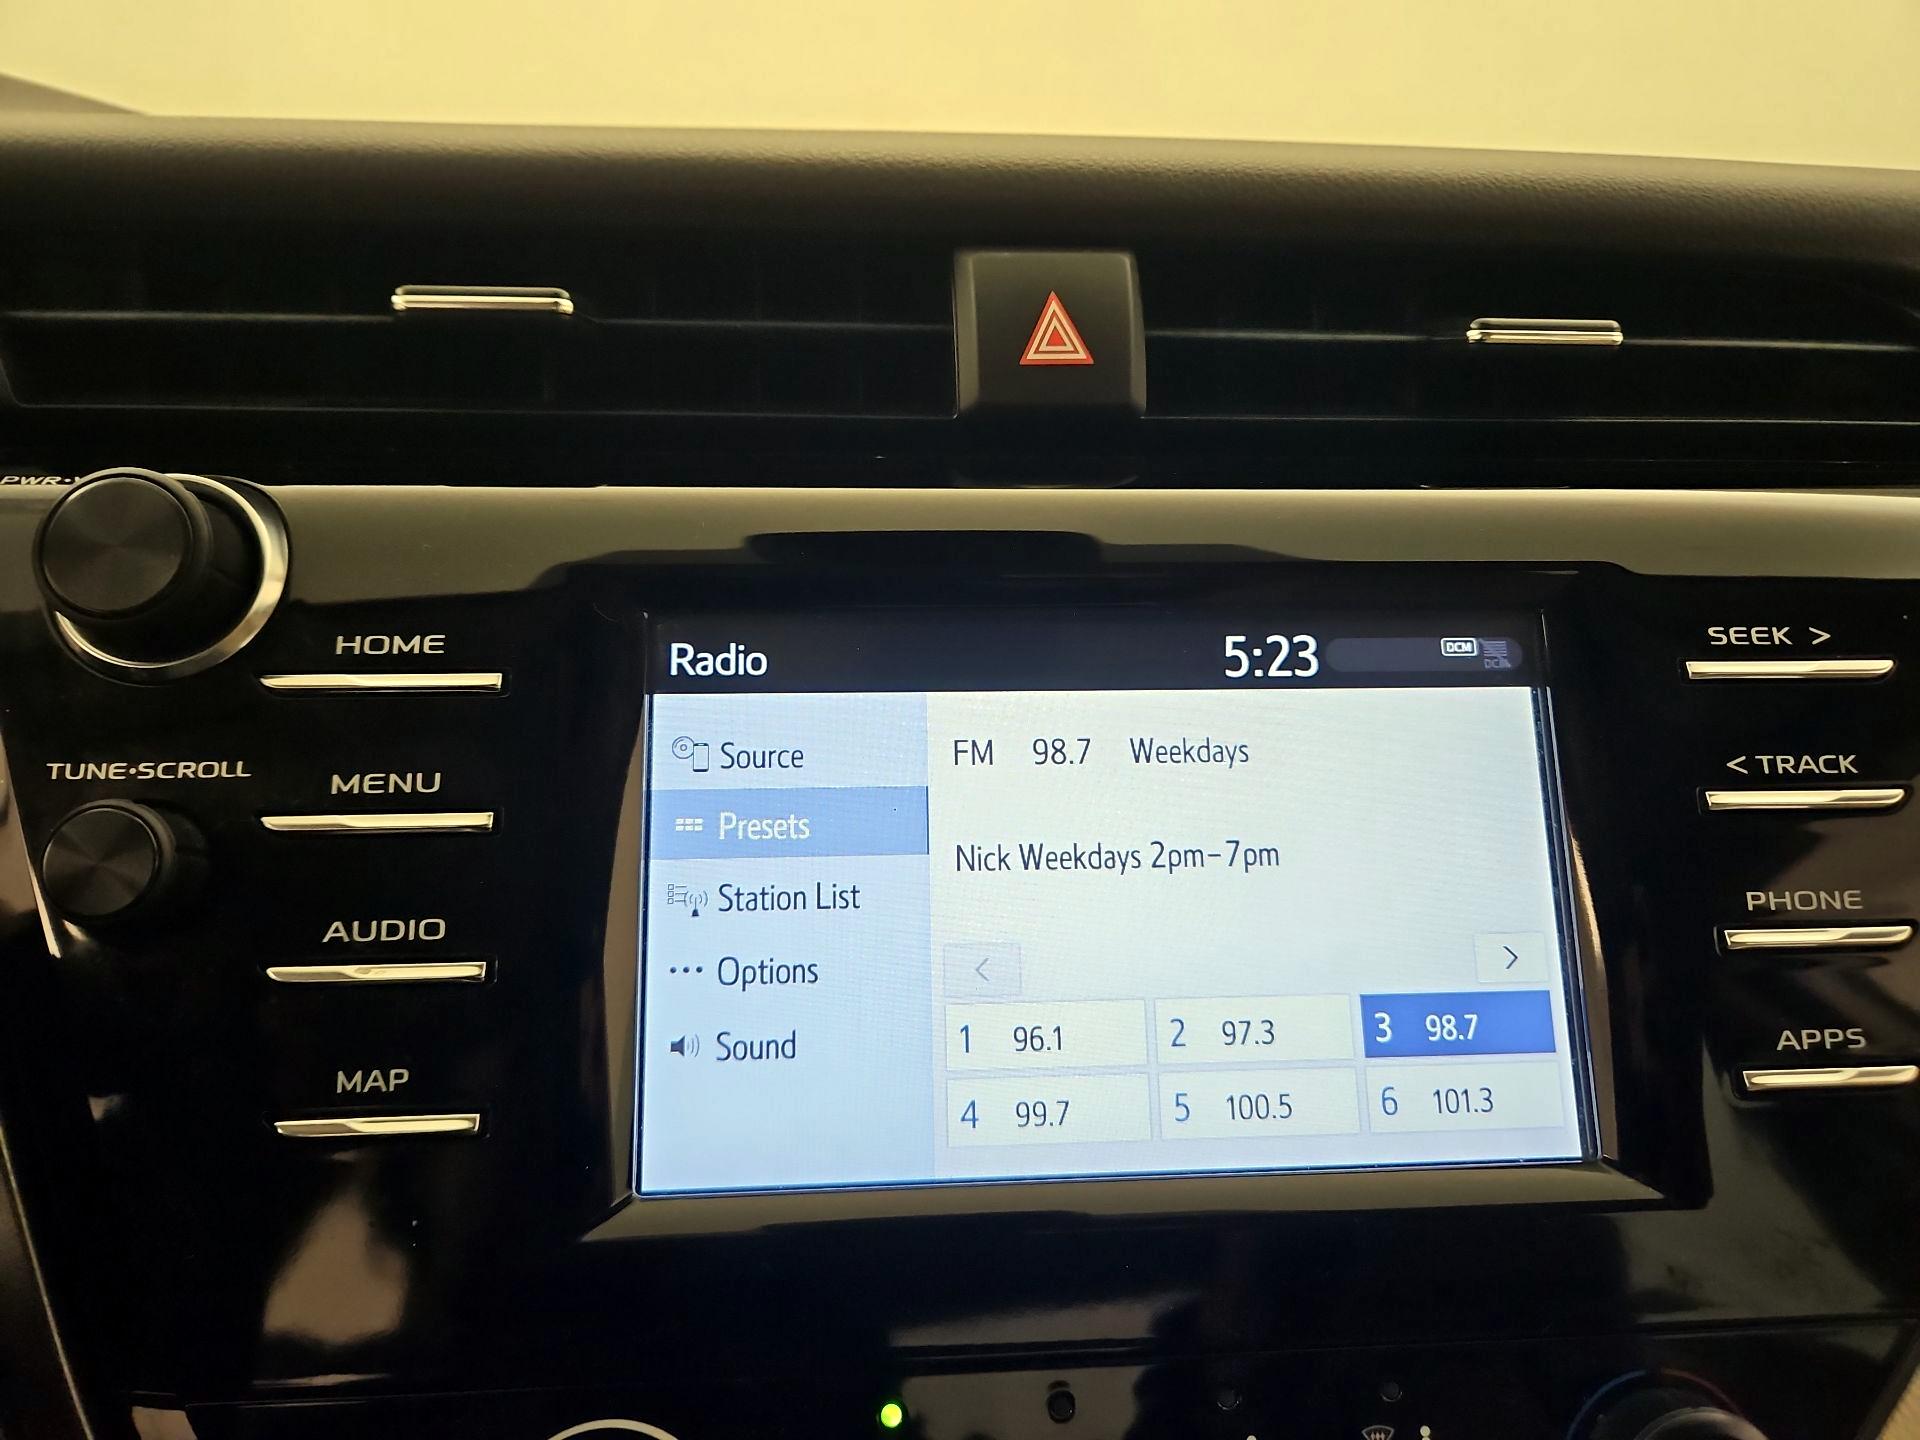 HOME
MENU
TUNE•SCROLL
AUDIO
MAP
Radio
5:23
DCM
Source
Presets
Station List
Options
Sound
FM 98.7 Weekdays
Nick Weekdays 2pm-7pm
< >
1 96.1
2 97.3
3 98.7
4 99.7
5 100.5
6 101.3
SEEK >
< TRACK
PHONE
APPS